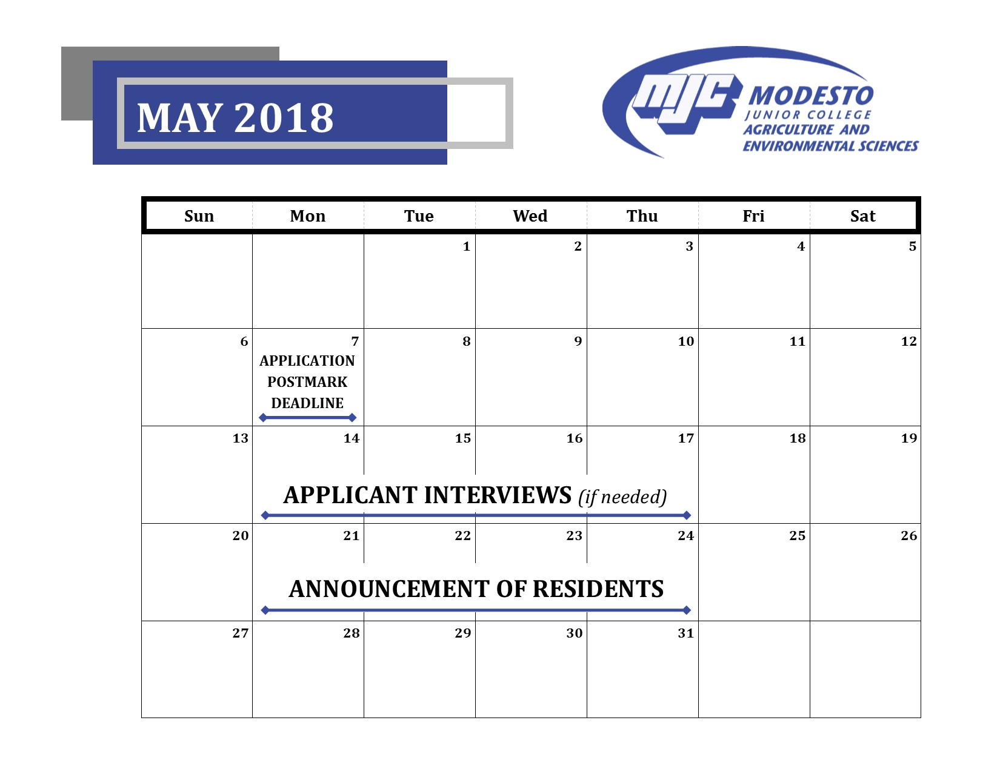 MAY 2018
MJC
MODESTO
JUNIOR COLLEGE
AGRICULTURE AND
ENVIRONMENTAL SCIENCES
Sun Mon Tue Wed Thu Fri Sat
1 2 3 4 5
6 7 8 9 10 11 12
APPLICATION
POSTMARK
DEADLINE
13 14 15 16 17 18 19
APPLICANT INTERVIEWS (if needed)
20 21 22 23 24 25 26
ANNOUNCEMENT OF RESIDENTS
27 28 29 30 31